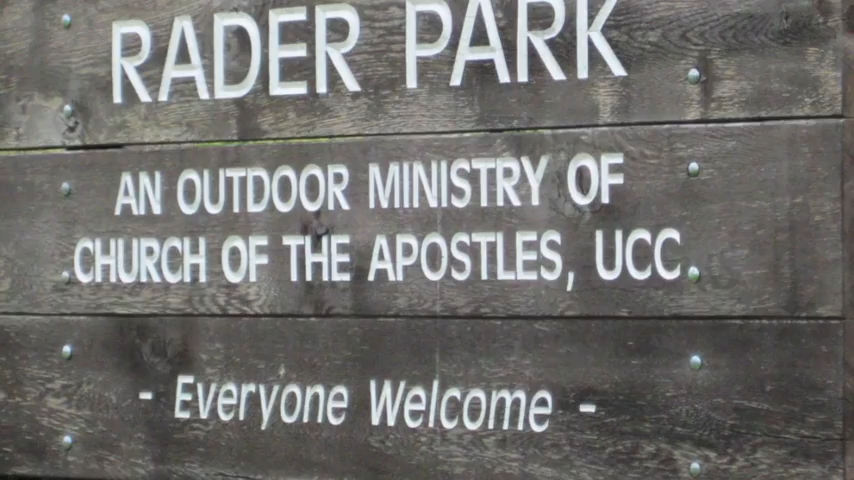 RADER PARK
AN OUTDOOR MINISTRY OF
CHURCH OF THE APOSTLES, UCC
- Everyone Welcome -